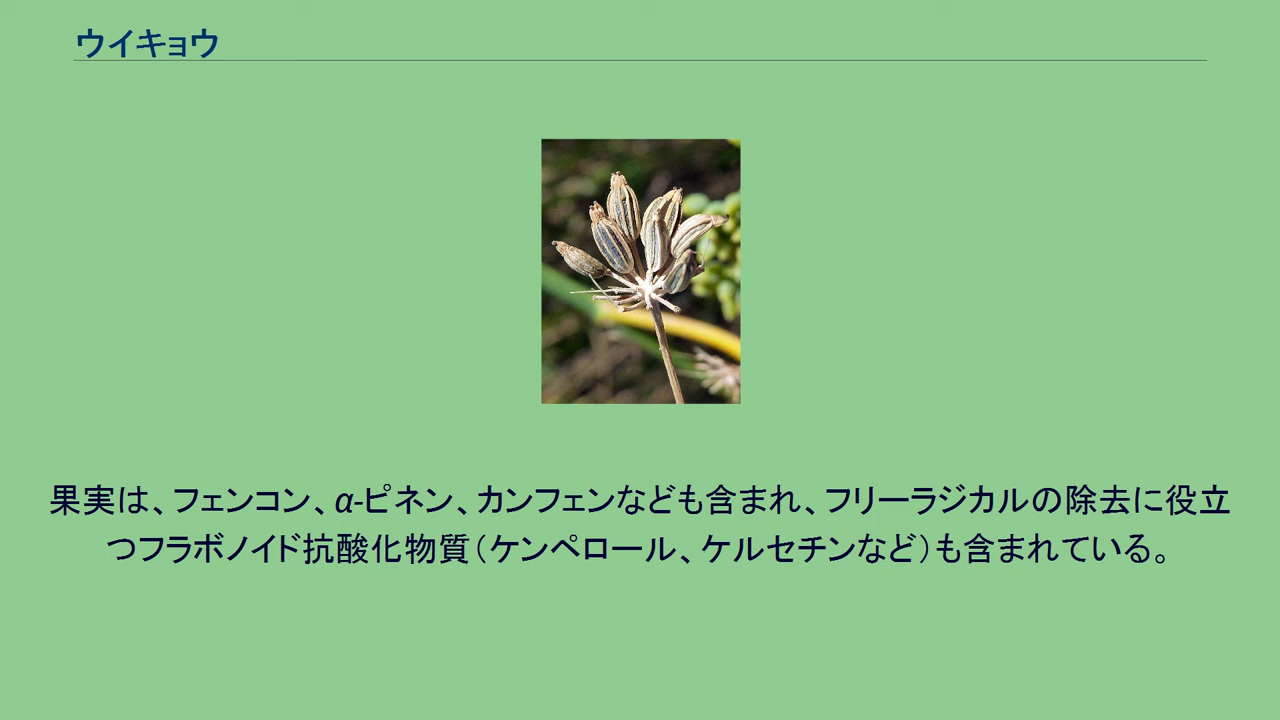 ウイキョウ
果実は、フェンコン、α-ピネン、カンフェンなども含まれ、フリーラジカルの除去に役立
つフラボノイド抗酸化物質（ケンペロール、ケルセチンなど）も含まれている。